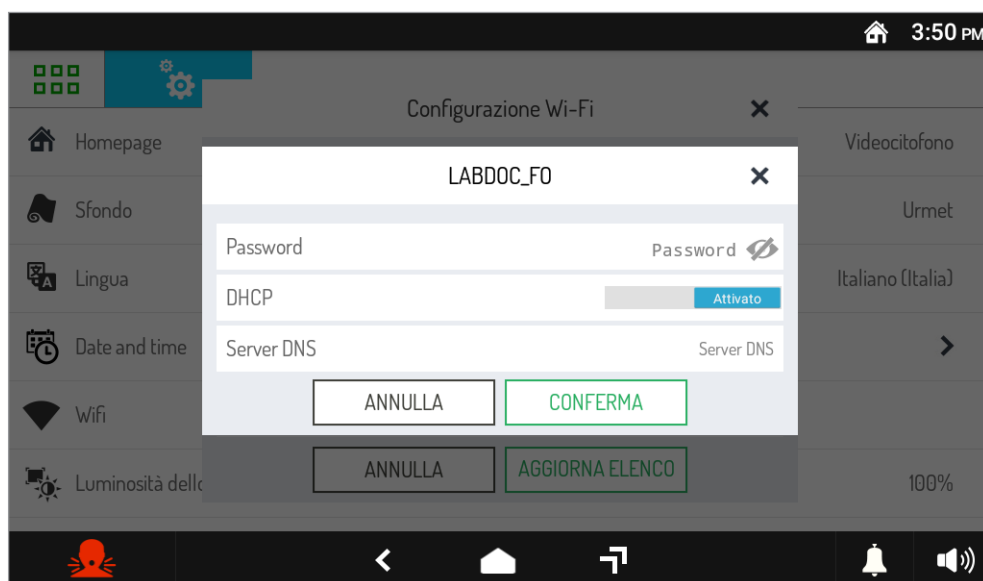 3:50 PM
Configurazione Wi-Fi
Homepage
Videocitofono
LABDOC_FO
Sfondo
Urmet
Password
Password
Lingua
Italiano (Italia)
DHCP
Attivato
Date and time
Server DNS
Server DNS
ANNULLA
CONFERMA
Wifi
ANNULLA
AGGIORNA ELENCO
Luminosità dello
100%